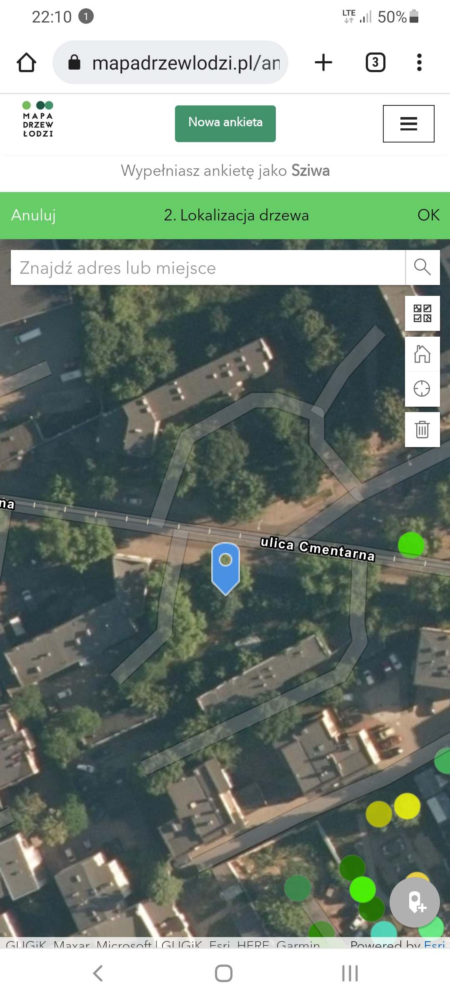 22:10 1 LTE 50%
mapadrzewlodzi.pl/an 3
MAPA
DRZEW
ŁODZI
Nowa ankieta
Wypełniasz ankietę jako Sziwa
Anuluj 2. Lokalizacja drzewa OK
Znajdź adres lub miejsce
na
ulica Cmentarna
GUGiK, Maxar, Microsoft | GUGiK, Esri, HERE, Garmin, Powered by Esri